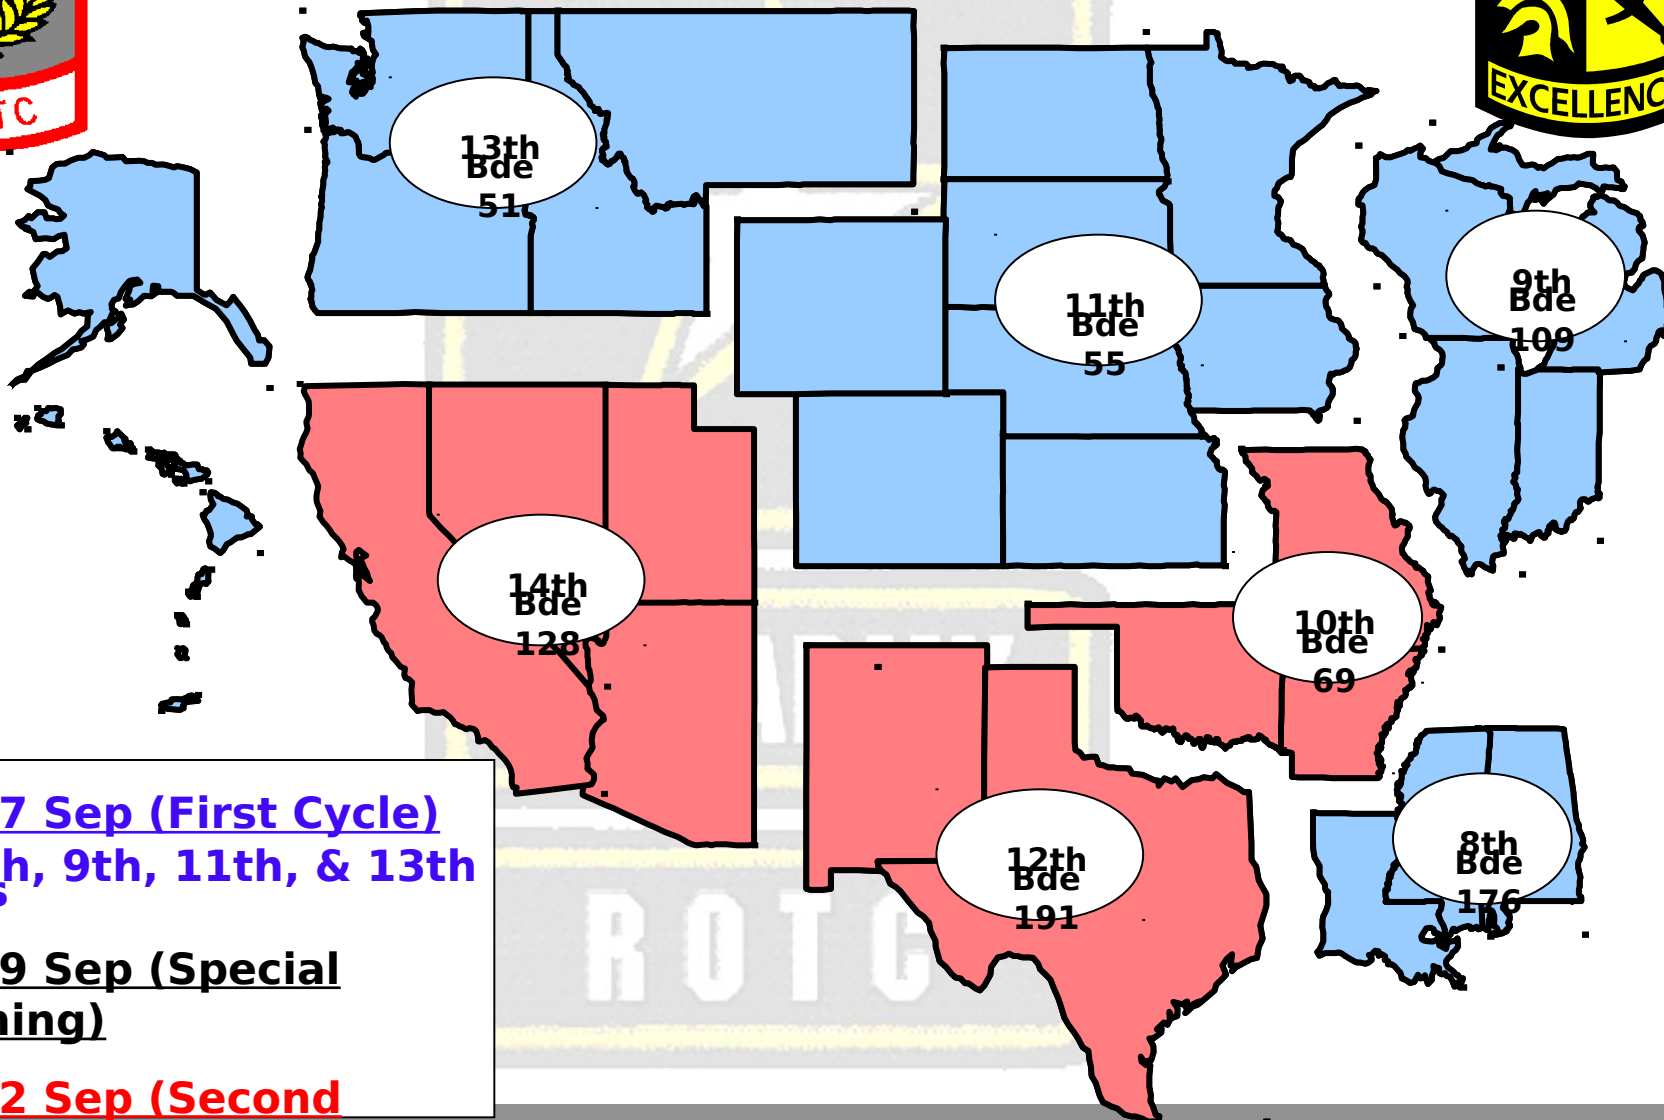 TC
EXCELLENC
13th
Bde
51
11th
Bde
55
9th
Bde
109
14th
Bde
128
10th
Bde
69
12th
Bde
191
8th
Bde
176
7 Sep (First Cycle)
h, 9th, 11th, & 13th
s
9 Sep (Special
ning)
2 Sep (Second
ROTC